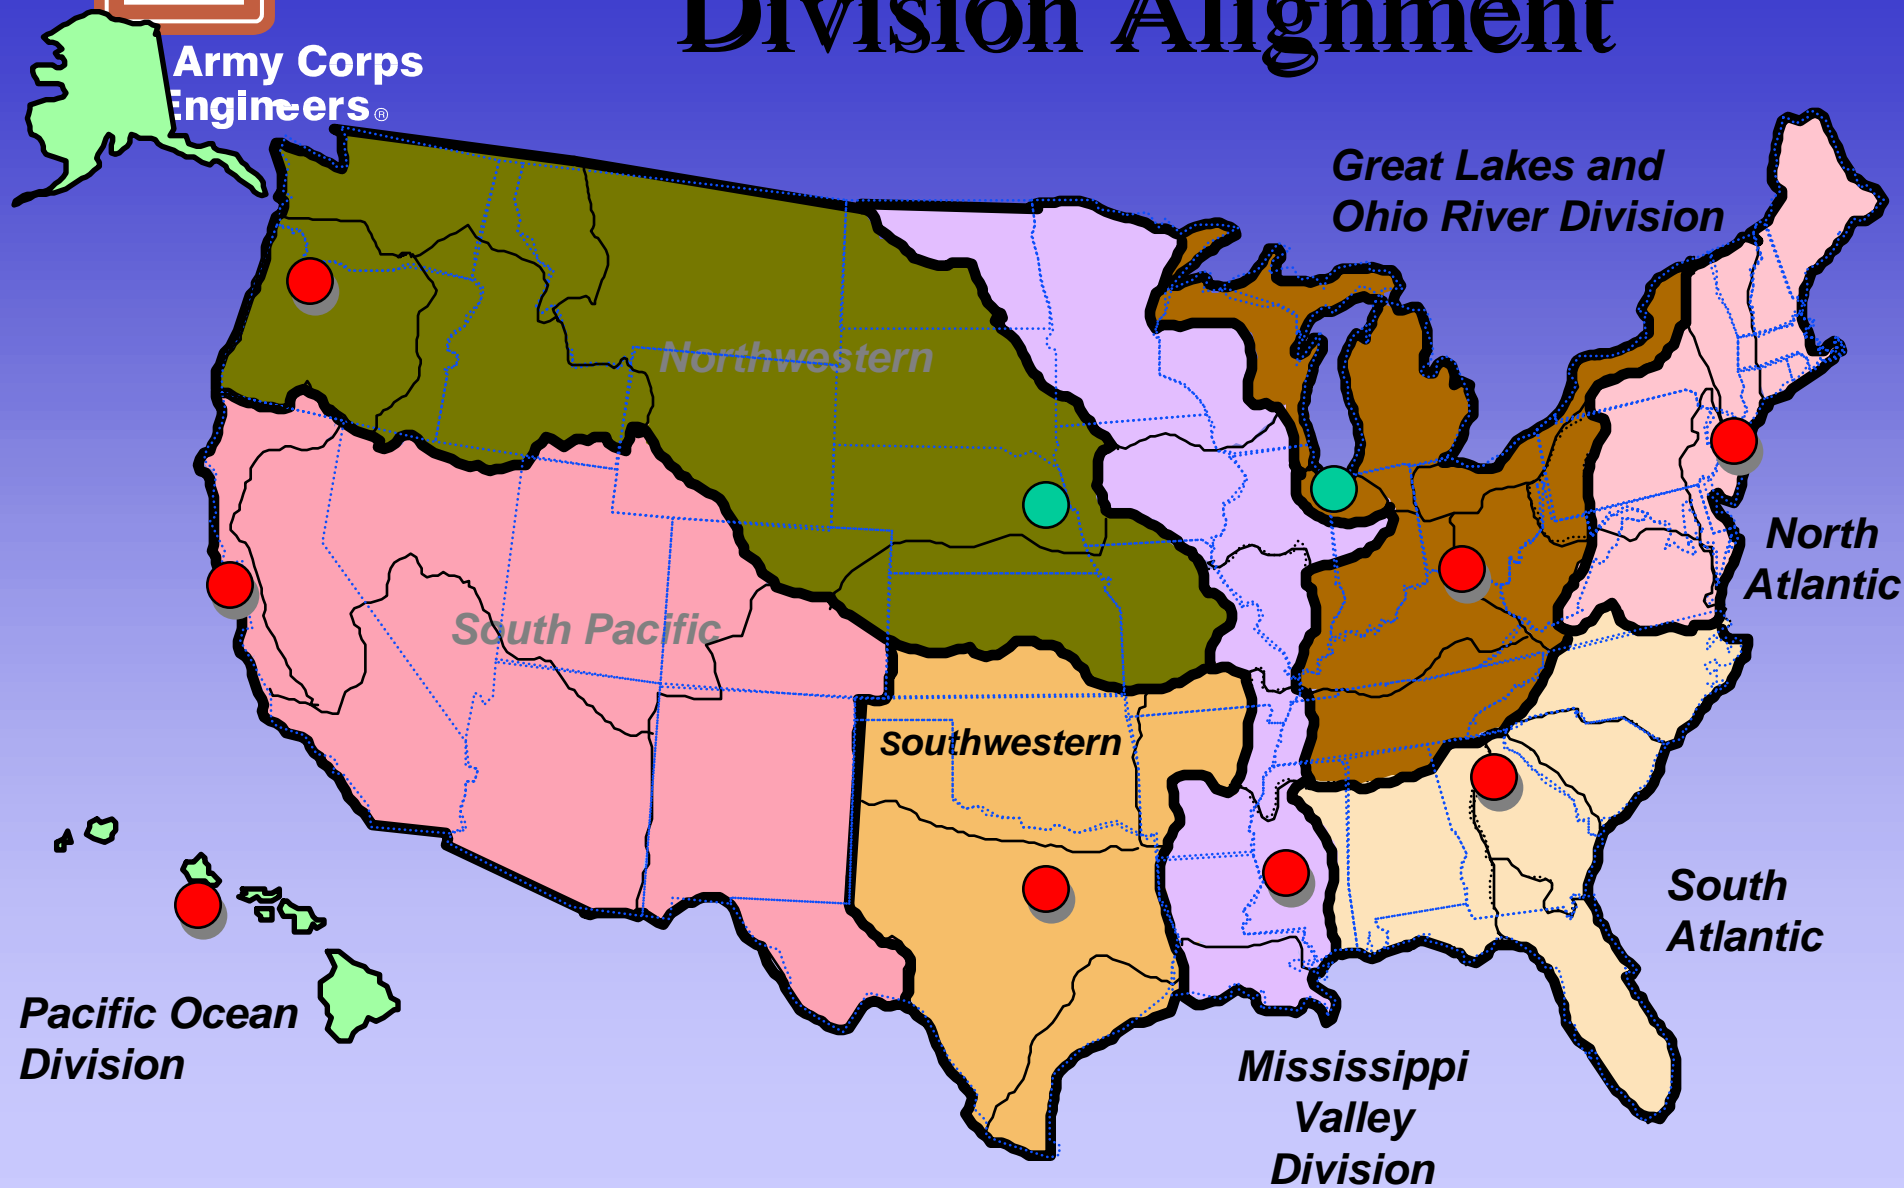 Division Alignment
Army Corps
Engineers®
Great Lakes and
Ohio River Division
Northwestern
North
Atlantic
South Pacific
Southwestern
South
Atlantic
Pacific Ocean
Division
Mississippi
Valley
Division